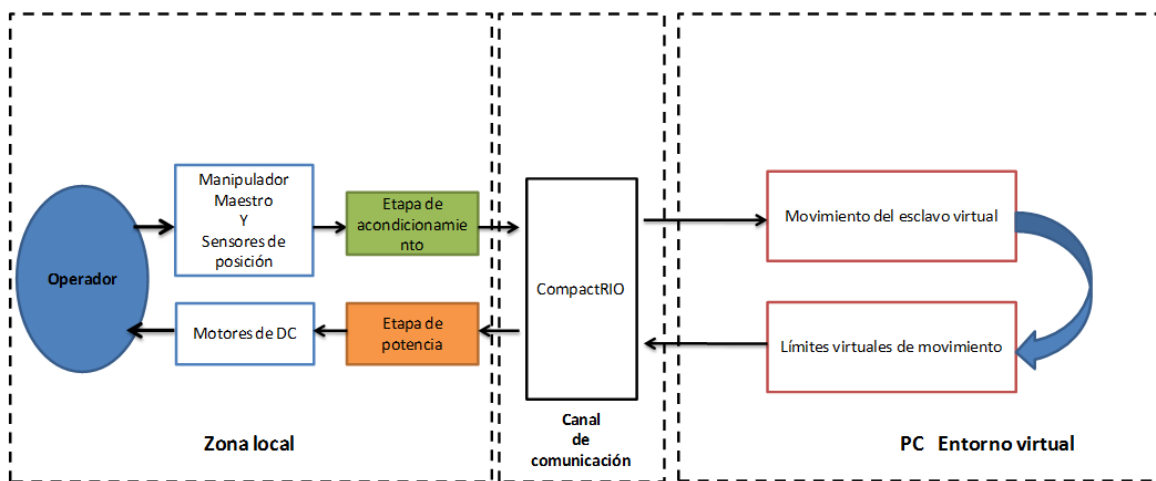 Operador
Manipulador
Maestro
Y
Sensores de
posición
Etapa de
acondicionamie
nto
Motores de DC
Etapa de
potencia
Zona local
CompactRIO
Canal
de
comunicación
Movimiento del esclavo virtual
Límites virtuales de movimiento
PC Entorno virtual